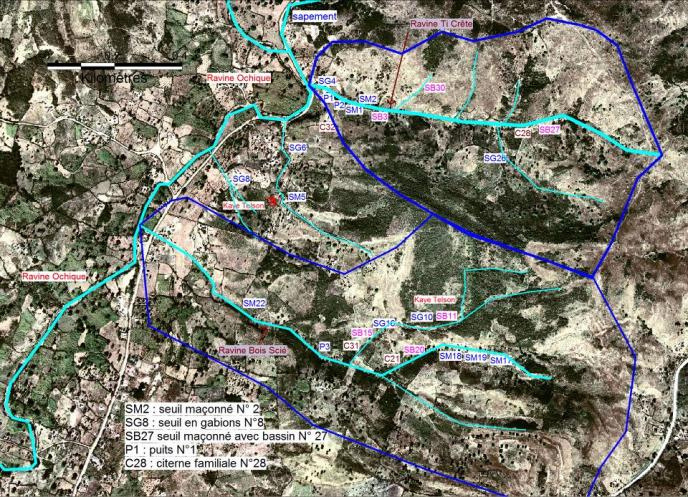 sapement
Ravine Ti Crête
Kilomètres
Ravine Ochique
SG4
SB30
P1
P2
SM2
SM1
SB3
C32
C28
SB27
SG6
SG26
SG8
SM5
Kaye Telson
Ravine Ochique
Kaye Telson
SM22
SG10
SB11
SB15
Ravine Bois Scié
P3
C31
SB20
C21
SM18
SM19
SM17
SM2 : seuil maçonné N° 2
SG8 : seuil en gabions N°8
SB27 seuil maçonné avec bassin N° 27
P1 : puits N°1
C28 : citerne familiale N°28